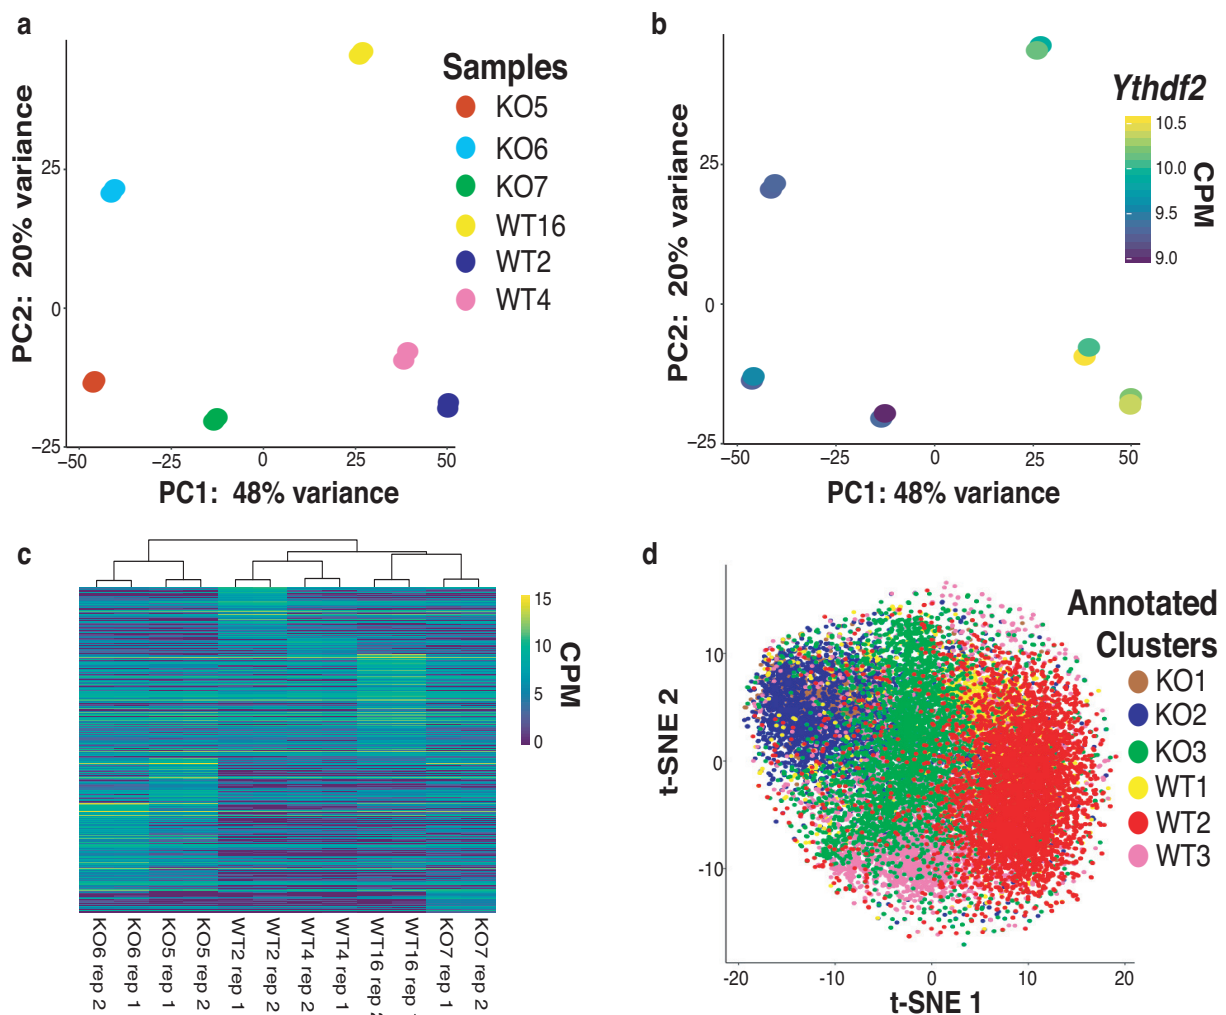 a
PC2: 20% variance
25
0
−25
−50
−25
0
25
50
PC1: 48% variance
Samples
KO5
KO6
KO7
WT16
WT2
WT4
b
PC2: 20% variance
25
0
−25
−50
−25
0
25
50
PC1: 48% variance
Ythdf2
10.5
10.0
9.5
9.0
CPM
c
15
10
5
0
CPM
KO6 rep 2
KO6 rep 1
KO5 rep 1
KO5 rep 2
WT2 rep 1
WT2 rep 2
WT4 rep 2
WT4 rep 1
WT16 rep 2
WT16 rep
KO7 rep 1
KO7 rep 2
d
t-SNE 2
10
0
-10
-20
-10
0
10
20
t-SNE 1
Annotated
Clusters
KO1
KO2
KO3
WT1
WT2
WT3